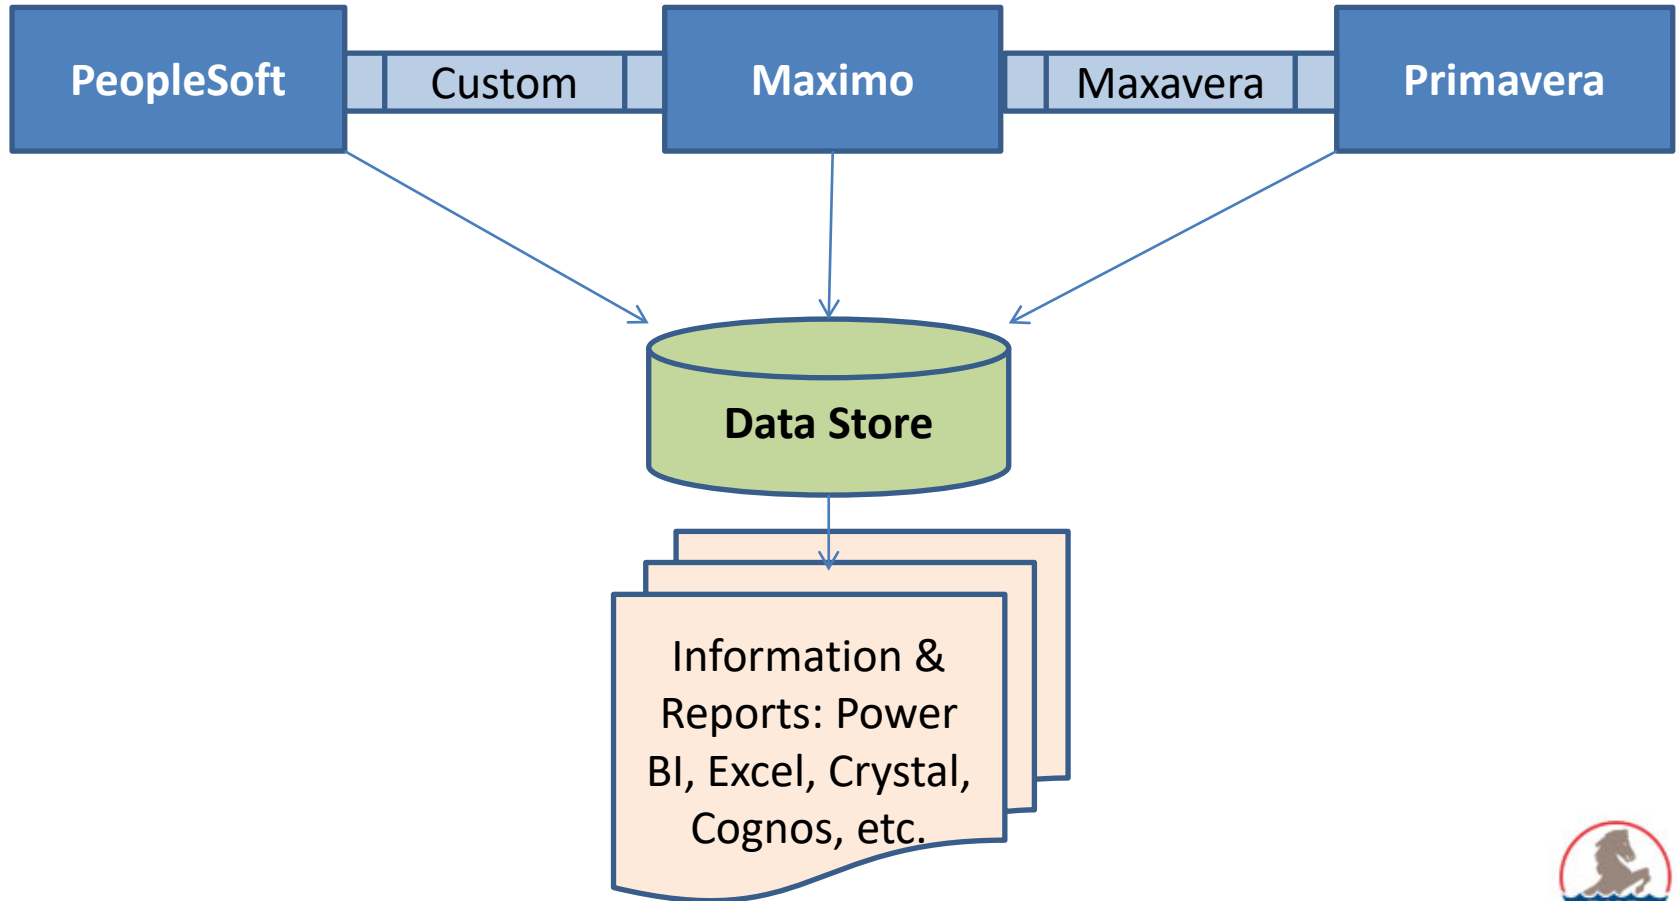 PeopleSoft
Custom
Maximo
Maxavera
Primavera
Data Store
Information &
Reports: Power
BI, Excel, Crystal,
Cognos, etc.